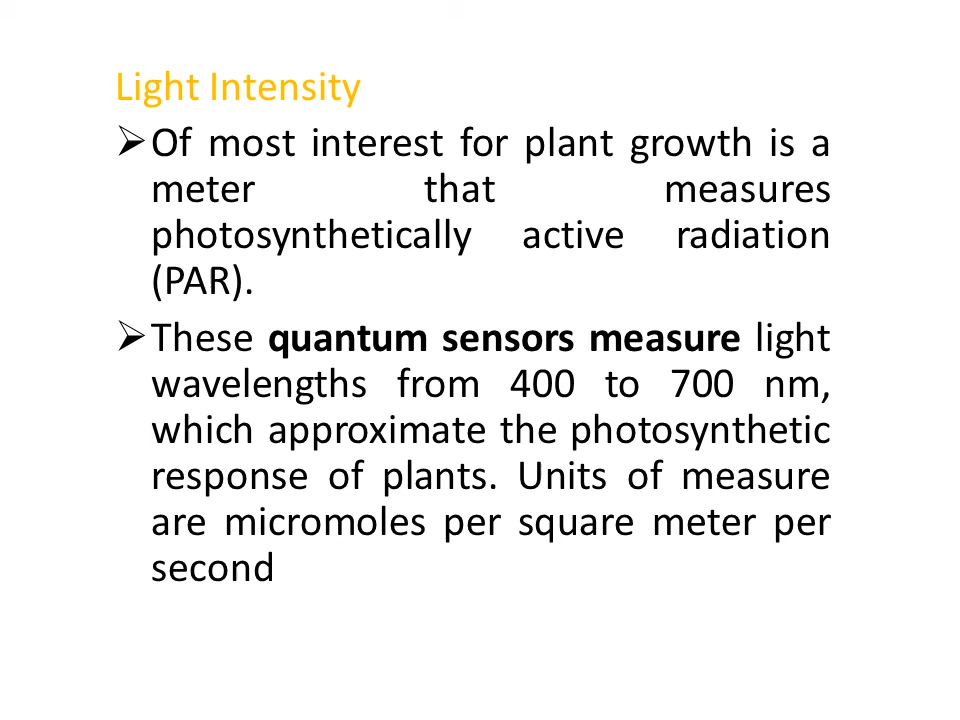 Light Intensity
➢Of most interest for plant growth is a
meter that measures
photosynthetically active radiation
(PAR).
➢These quantum sensors measure light
wavelengths from 400 to 700 nm,
which approximate the photosynthetic
response of plants. Units of measure
are micromoles per square meter per
second